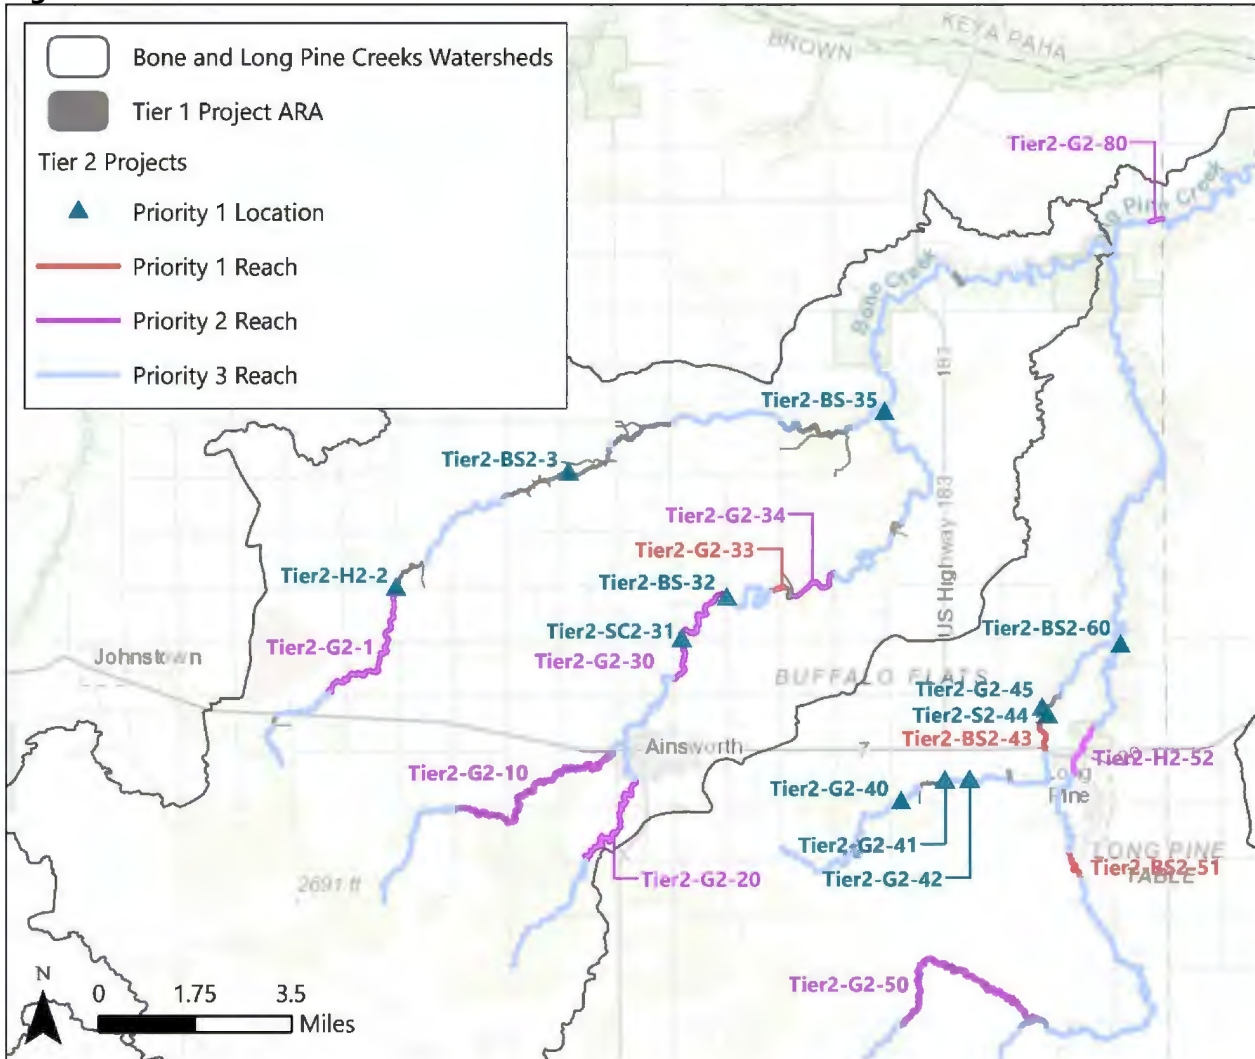 Bone and Long Pine Creeks Watersheds
Tier 1 Project ARA
Tier 2 Projects
Priority 1 Location
Priority 1 Reach
Priority 2 Reach
Priority 3 Reach
KEYA PAHA
BROWN
Tier2-G2-80
Pine Creek
Bone Creek
183
Tier2-BS-35
Tier2-BS2-3
US Highway 183
Tier2-G2-34
Tier2-G2-33
Tier2-H2-2
Tier2-BS-32
Tier2-SC2-31
Tier2-G2-1
Tier2-G2-30
Tier2-BS2-60
Johnstown
BUFFALO FLATS
Tier2-G2-45
Tier2-S2-44
Tier2-BS2-43
Ainsworth
7
Tier2-H2-52
Tier2-G2-10
Long
Pine
Tier2-G2-40
Tier2-G2-41
LONG PINE
TABLE
Tier2-BS2-51
Tier2-G2-42
Tier2-G2-20
2691 ft
Tier2-G2-50
N
0 1.75 3.5
Miles